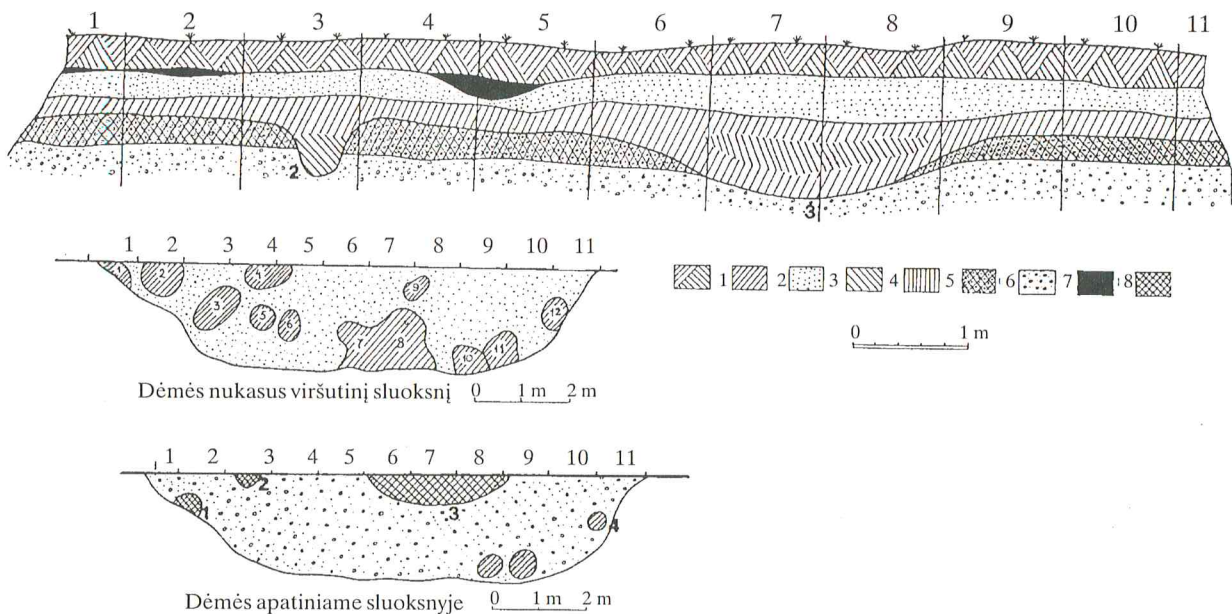 1 2 3 4 5 6 7 8 9 10 11
2
3
1 2 3 4 5 6 7 8 9 10 11
1 2 3 4 5 6 7 8 9 10 11 12
Dėmės nukasus viršutinį sluoksnį 0 1 m 2 m
1 2 3 4 5 6 7 8
0 1 m
1 2 3 4 5 6 7 8 9 10 11
1 2 3 4
Dėmės apatiniame sluoksnyje 0 1 m 2 m